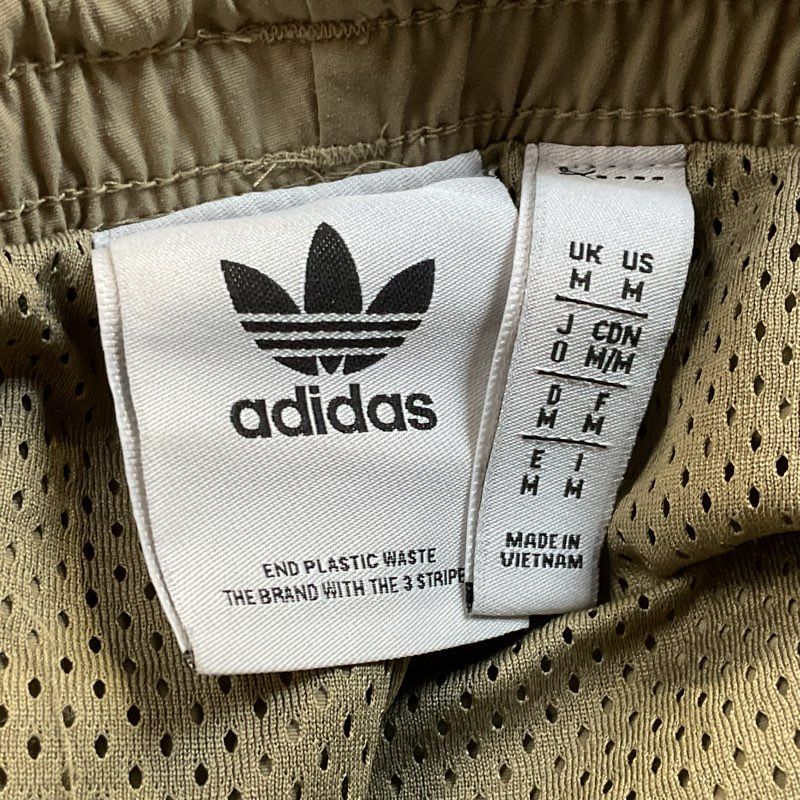 adidas
END PLASTIC WASTE
THE BRAND WITH THE 3 STRIPE
UK US
M M
J CDN
O M/M
D F
M M
E I
M M
MADE IN
VIETNAM